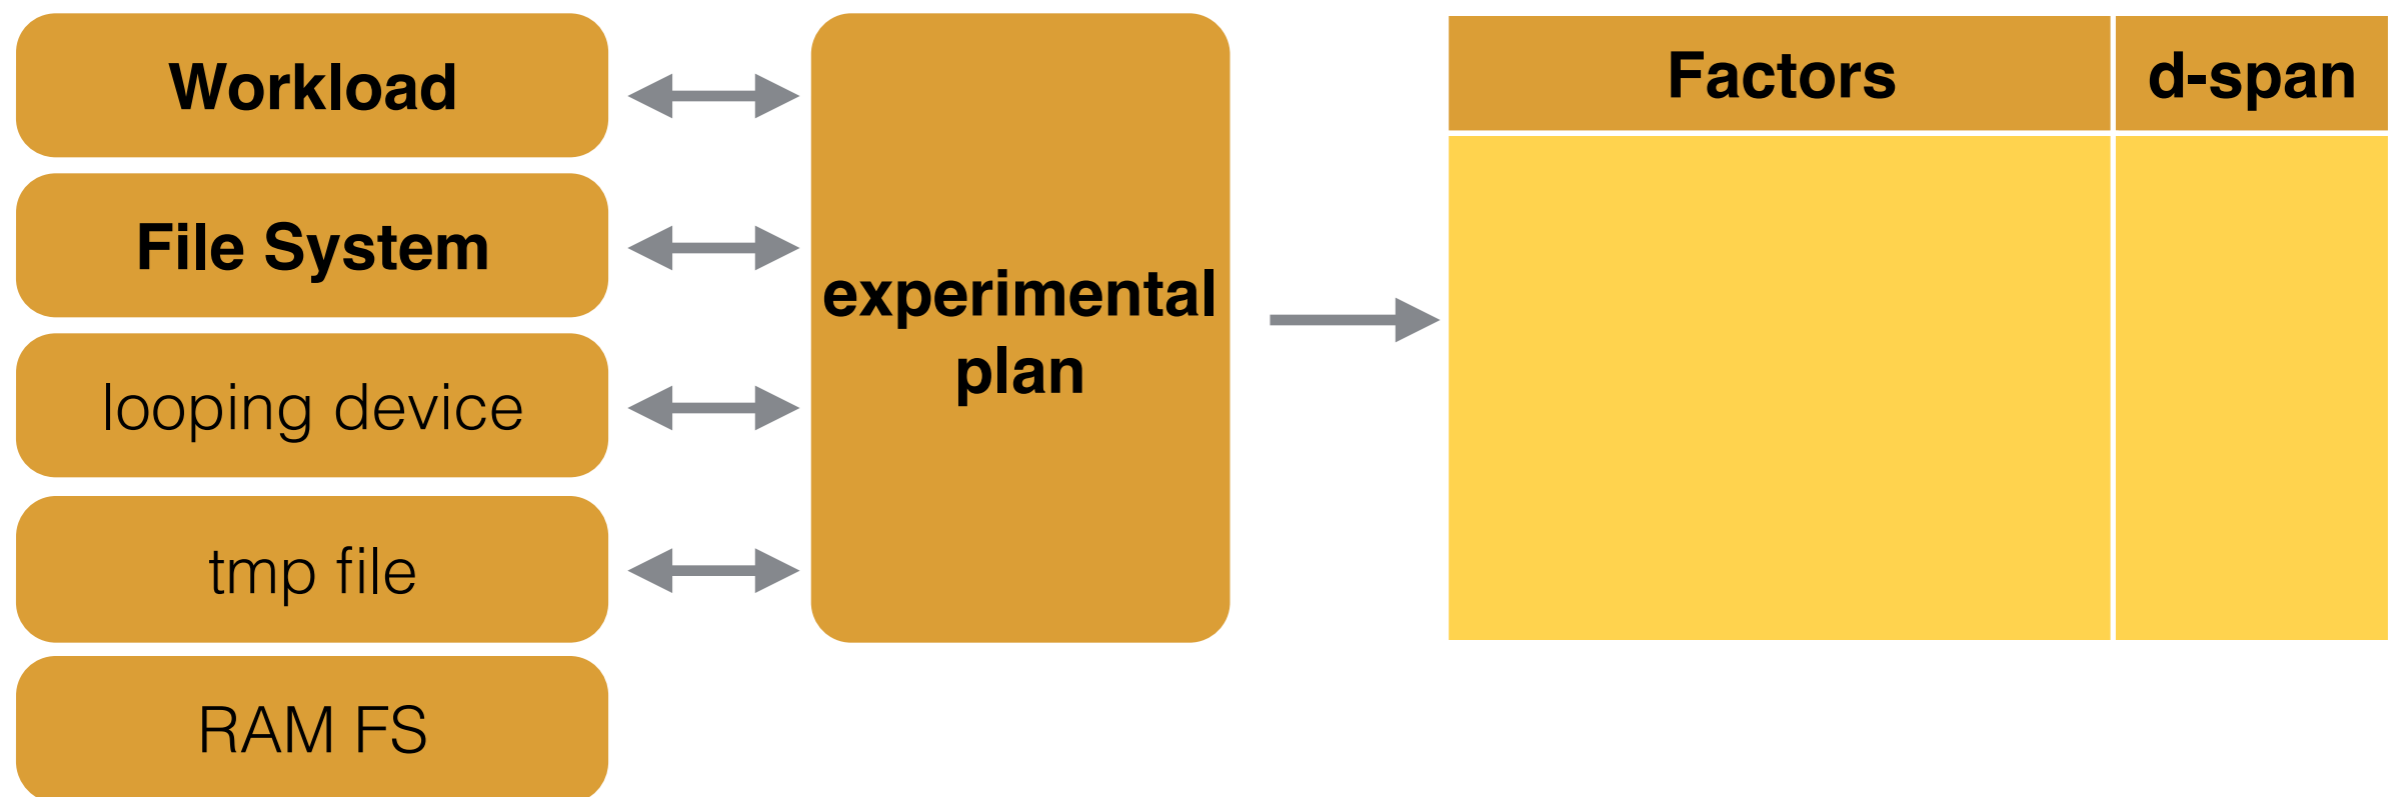 Workload
File System
looping device
tmp file
RAM FS
experimental
plan
Factors
d-span